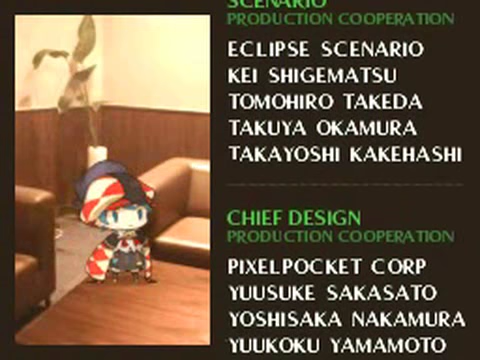 SCENARIO
PRODUCTION COOPERATION
ECLIPSE SCENARIO
KEI SHIGEMATSU
TOMOHIRO TAKEDA
TAKUYA OKAMURA
TAKAYOSHI KAKEHASHI
CHIEF DESIGN
PRODUCTION COOPERATION
PIXELPOCKET CORP
YUUSUKE SAKASATO
YOSHISAKA NAKAMURA
YUUKOKU YAMAMOTO